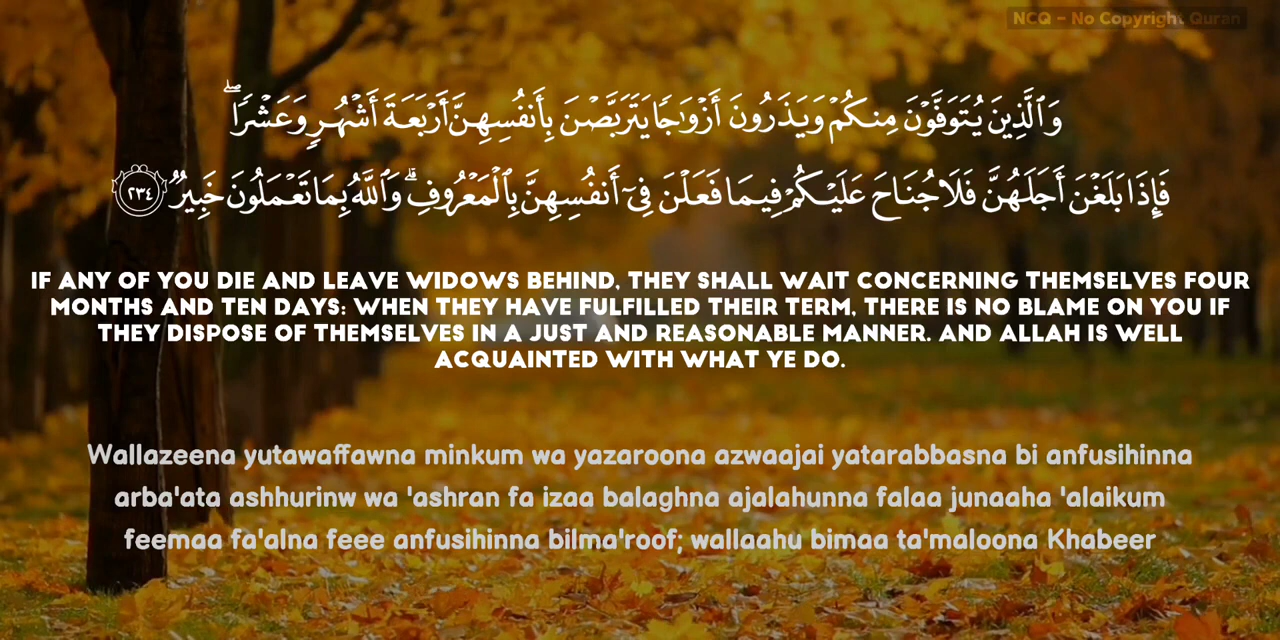 NCQ - No Copyright Quran
وَٱلَّذِينَ يُتَوَفَّوْنَ مِنكُمْ وَيَذَرُونَ أَزْوَٰجًا يَتَرَبَّصْنَ بِأَنفُسِهِنَّ أَرْبَعَةَ أَشْهُرٍ وَعَشْرًا ۖ
فَإِذَا بَلَغْنَ أَجَلَهُنَّ فَلَا جُنَاحَ عَلَيْكُمْ فِيمَا فَعَلْنَ فِىٓ أَنفُسِهِنَّ بِٱلْمَعْرُوفِ ۗ وَٱللَّهُ بِمَا تَعْمَلُونَ خَبِيرٌ ٢٣٤
IF ANY OF YOU DIE AND LEAVE WIDOWS BEHIND, THEY SHALL WAIT CONCERNING THEMSELVES FOUR
MONTHS AND TEN DAYS: WHEN THEY HAVE FULFILLED THEIR TERM, THERE IS NO BLAME ON YOU IF
THEY DISPOSE OF THEMSELVES IN A JUST AND REASONABLE MANNER. AND ALLAH IS WELL
ACQUAINTED WITH WHAT YE DO.
Wallazeena yutawaffawna minkum wa yazaroona azwaajai yatarabbasna bi anfusihinna
arba'ata ashhurinw wa 'ashran fa izaa balaghna ajalahunna falaa junaaha 'alaikum
feemaa fa'alna feee anfusihinna bilma'roof; wallaahu bimaa ta'maloona Khabeer